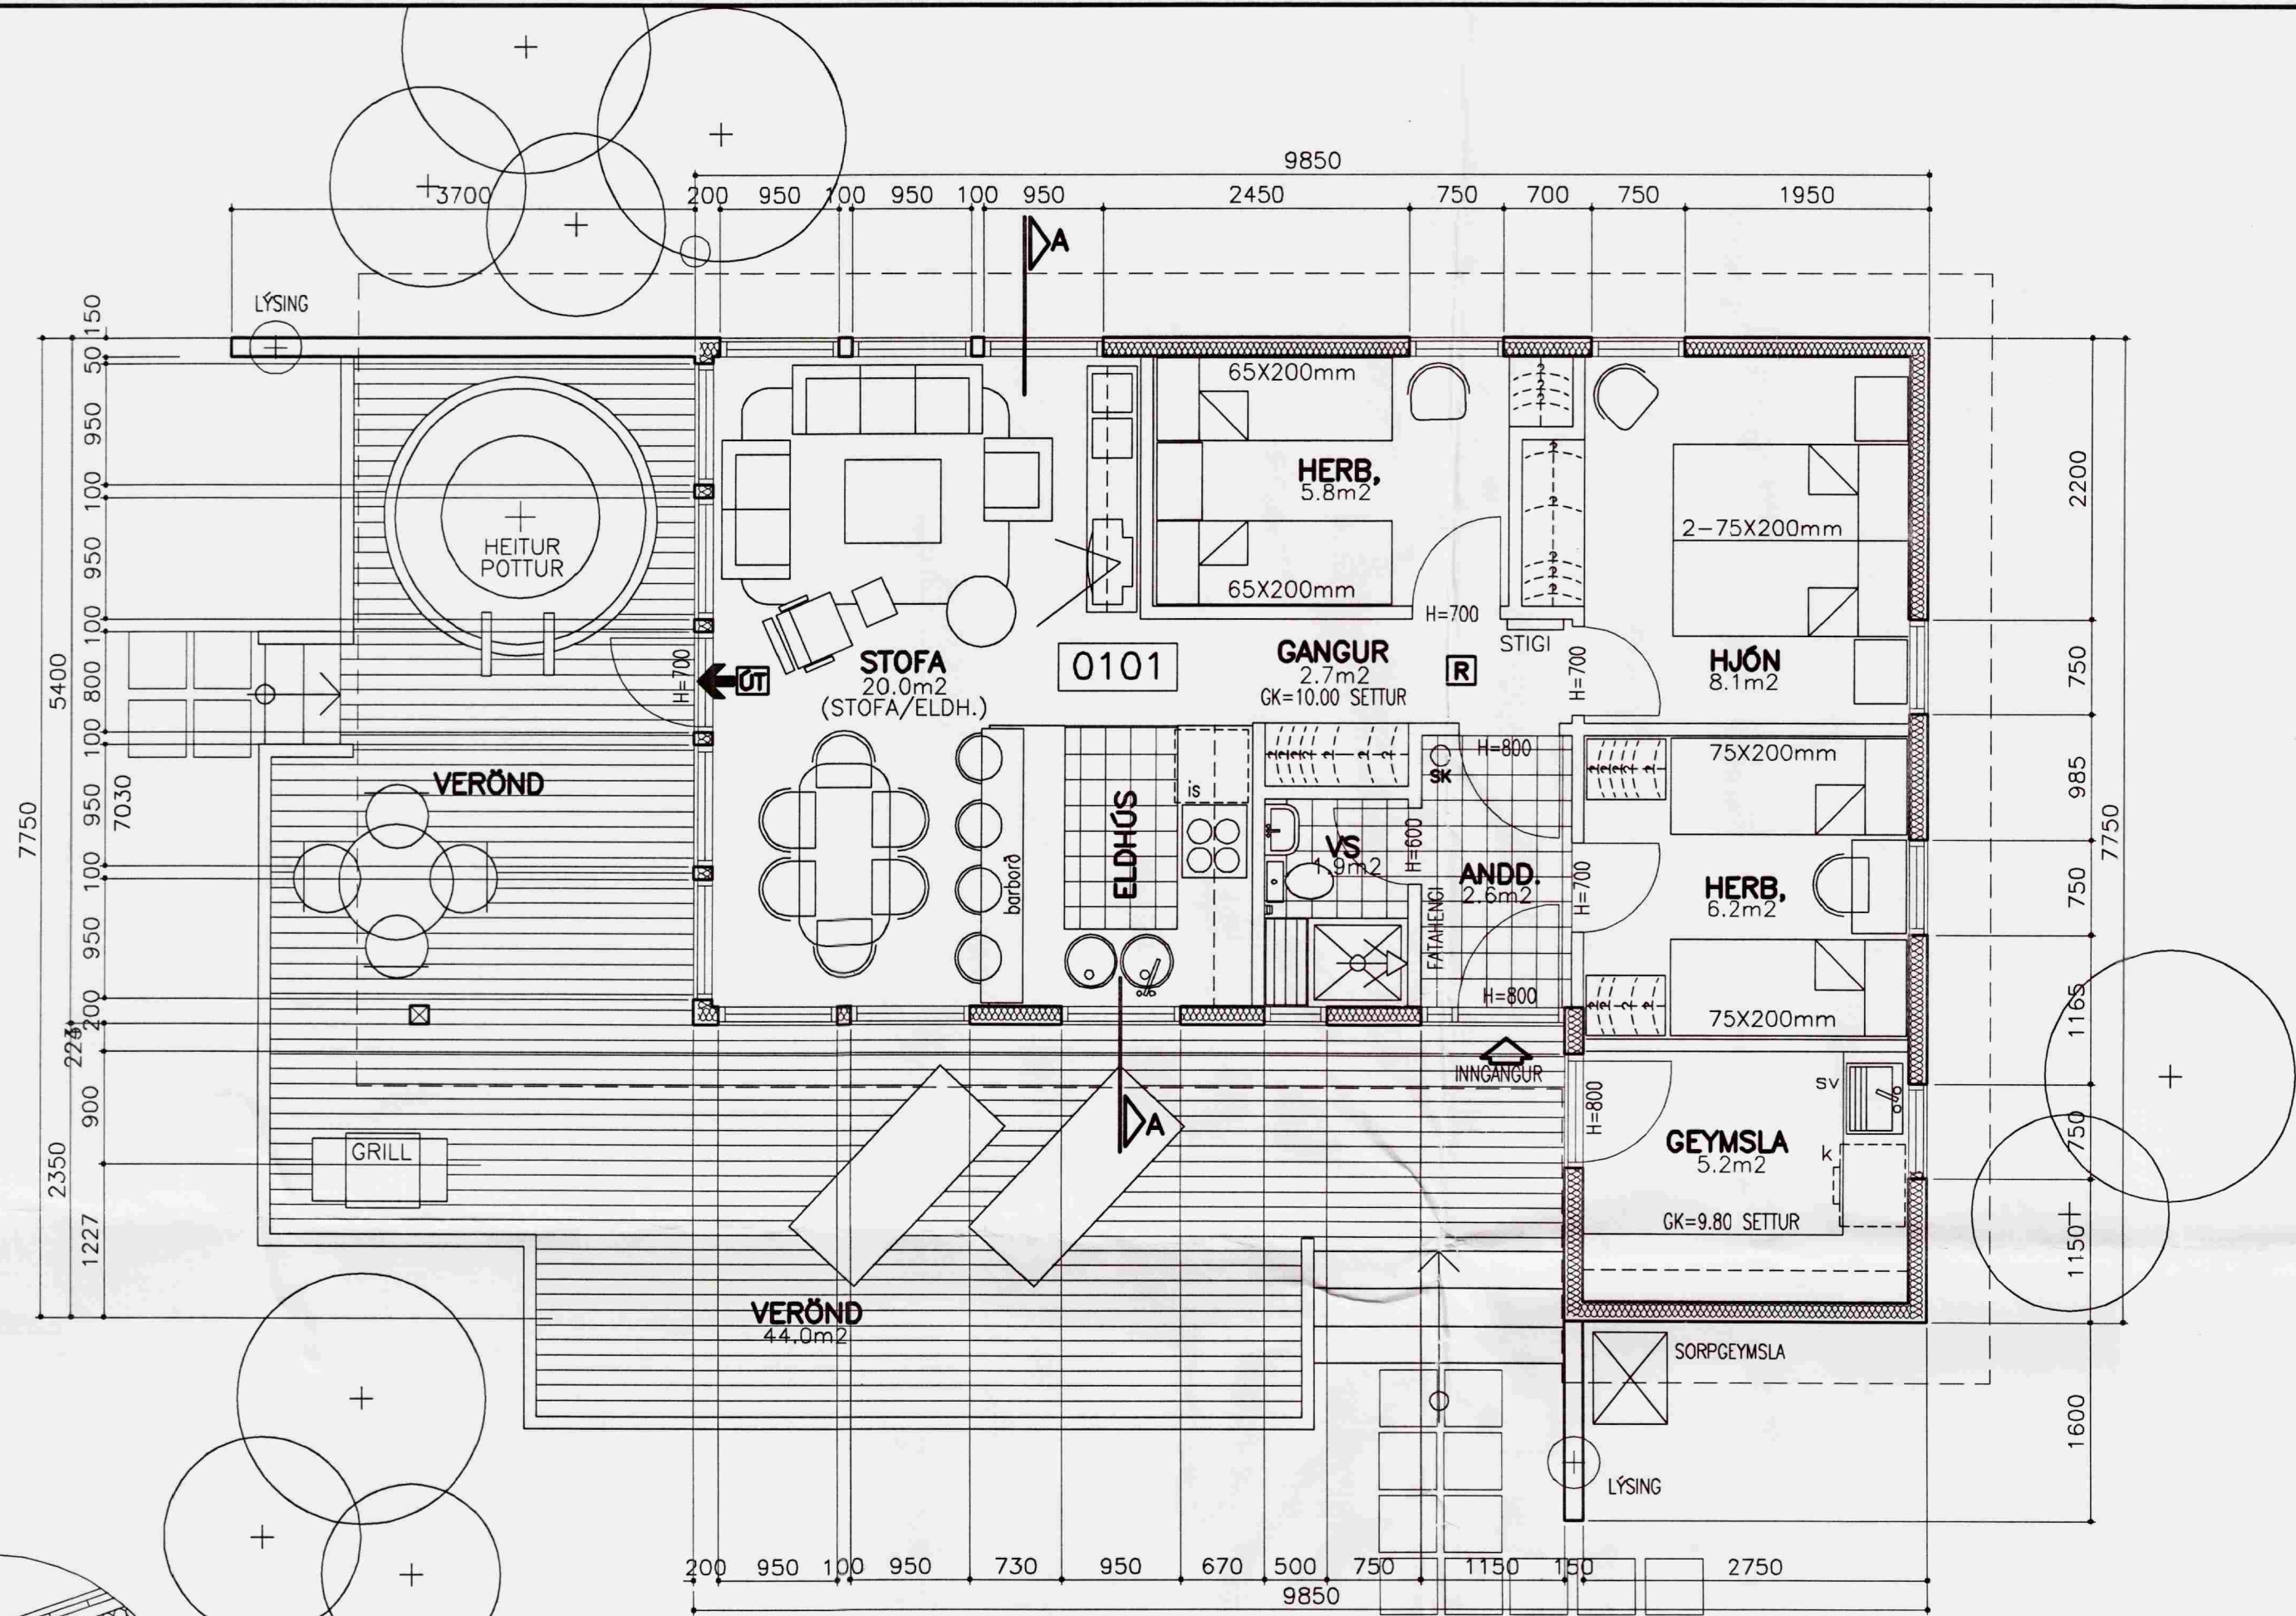 9850
3700 200 950 100 950 100 950 2450 750 700 750 1950
A
LÝSING
150
50
950
100
950
100
800
100
950
100
950
200
900
1227
5400
2350
7750
7030
65X200mm
HERB,
5.8m2
65X200mm
2-75X200mm
HEITUR
POTTUR
H=700
ÚT
STOFA
20.0m2
(STOFA/ELDH.)
0101
GANGUR
2.7m2
GK=10.00 SETTUR
R
H=700
STIGI
H=700
HJÓN
8.1m2
VERÖND
barborð
ELDHÚS
is
VS
1.9m2
H=600
SK
H=800
ANDD.
2.6m2
FATAHENGI
H=800
H=700
75X200mm
HERB,
6.2m2
75X200mm
INNGANGUR
A
GRILL
H=800
SV
GEYMSLA
5.2m2
k
GK=9.80 SETTUR
VERÖND
44.0m2
SORPGEYMSLA
LÝSING
2200
750
985
750
1165
750
1150
1600
7750
200 950 100 950 730 950 670 500 750 1150 150 2750
9850